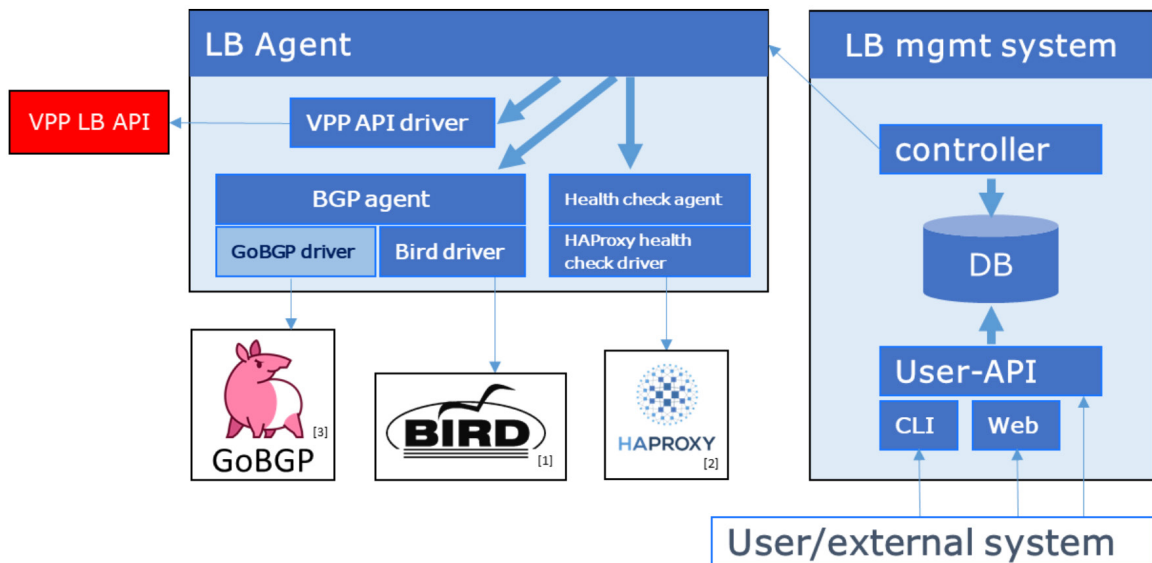 LB Agent
LB mgmt system
VPP LB API
VPP API driver
controller
BGP agent
Health check agent
GoBGP driver
Bird driver
HAProxy health
check driver
DB
User-API
CLI
Web
[3]
GoBGP
BIRD
[1]
HAPROXY
[2]
User/external system